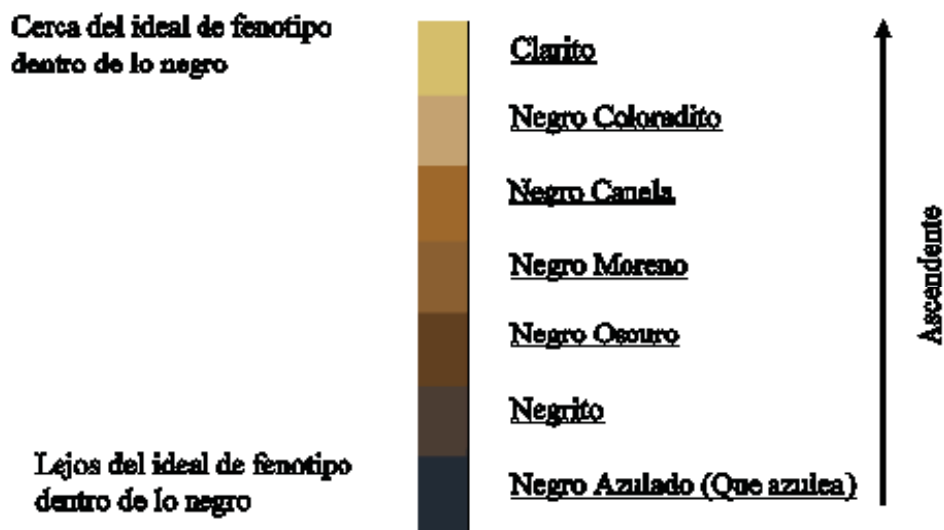 Cerca del ideal de fenotipo
dentro de lo negro
Clarito
Negro Coloradito
Negro Canela
Negro Moreno
Negro Oscuro
Negrito
Lejos del ideal de fenotipo
dentro de lo negro
Negro Azulado (Que azulea)
Ascendente